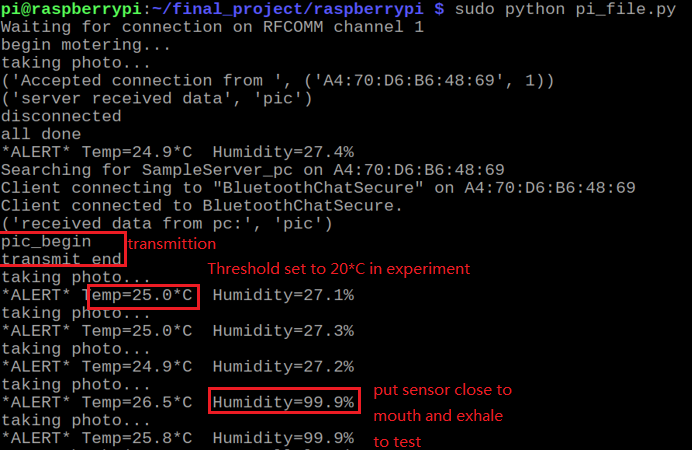 pi@raspberrypi:~/final_project/raspberrypi $ sudo python pi_file.py
Waiting for connection on RFCOMM channel 1
begin motering...
taking photo...
('Accepted connection from ', ('A4:70:D6:B6:48:69', 1))
('server received data', 'pic')
disconnected
all done
*ALERT* Temp=24.9*C  Humidity=27.4%
Searching for SampleServer_pc on A4:70:D6:B6:48:69
Client connecting to "BluetoothChatSecure" on A4:70:D6:B6:48:69
Client connected to BluetoothChatSecure.
('received data from pc:', 'pic')
pic_begin
transmittion
transmit end
taking photo...
Threshold set to 20*C in experiment
*ALERT* Temp=25.0*C  Humidity=27.1%
taking photo...
*ALERT* Temp=25.0*C  Humidity=27.3%
taking photo...
*ALERT* Temp=24.9*C  Humidity=27.2%
taking photo...
*ALERT* Temp=26.5*C  Humidity=99.9%
put sensor close to
mouth and exhale
to test
taking photo...
*ALERT* Temp=25.8*C  Humidity=99.9%